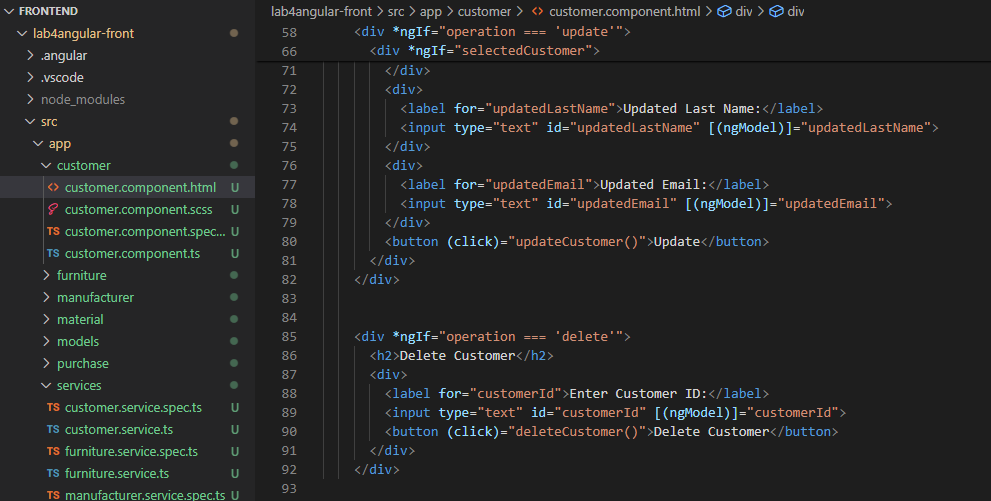 FRONTEND
lab4angular-front
.angular
.vscode
node_modules
src
app
customer
customer.component.html U
customer.component.scss U
customer.component.spec... U
customer.component.ts U
furniture
manufacturer
material
models
purchase
services
customer.service.spec.ts U
customer.service.ts U
furniture.service.spec.ts U
furniture.service.ts U
manufacturer.service.spec.ts U
lab4angular-front > src > app > customer > customer.component.html > div > div
58 <div *ngIf="operation === 'update'">
66 <div *ngIf="selectedCustomer">
71 </div>
72 <div>
73 <label for="updatedLastName">Updated Last Name:</label>
74 <input type="text" id="updatedLastName" [(ngModel)]="updatedLastName">
75 </div>
76 <div>
77 <label for="updatedEmail">Updated Email:</label>
78 <input type="text" id="updatedEmail" [(ngModel)]="updatedEmail">
79 </div>
80 <button (click)="updateCustomer()">Update</button>
81 </div>
82 </div>
83
84
85 <div *ngIf="operation === 'delete'">
86 <h2>Delete Customer</h2>
87 <div>
88 <label for="customerId">Enter Customer ID:</label>
89 <input type="text" id="customerId" [(ngModel)]="customerId">
90 <button (click)="deleteCustomer()">Delete Customer</button>
91 </div>
92 </div>
93